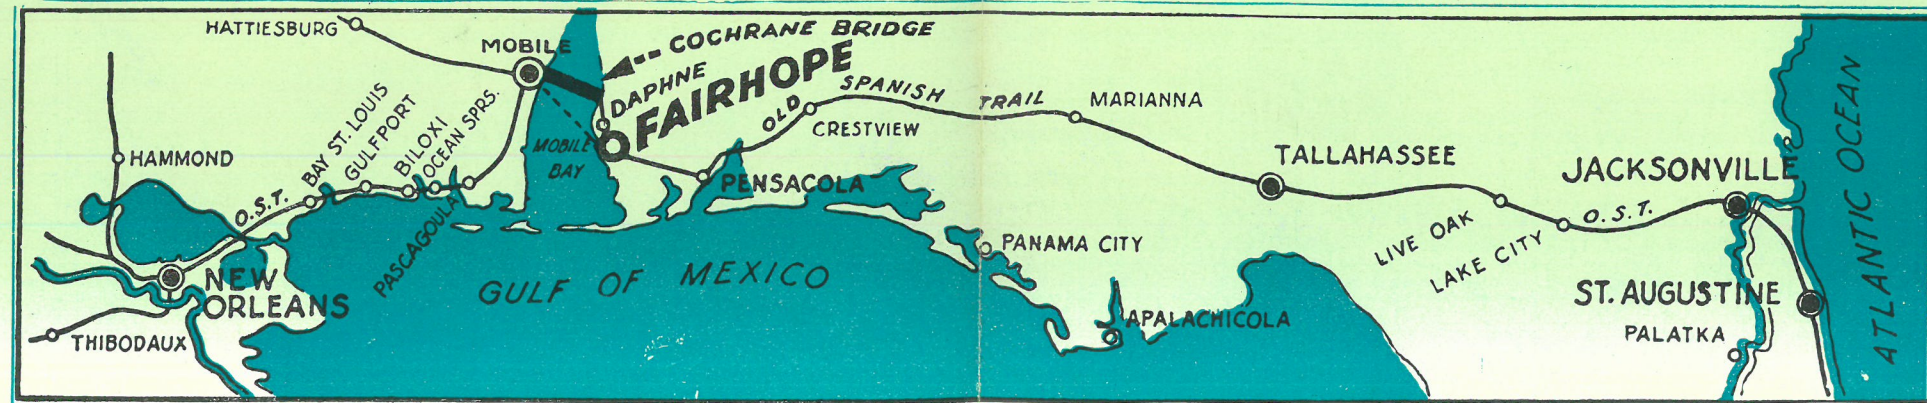 HATTIESBURG
MOBILE
COCHRANE BRIDGE
DAPHNE
FAIRHOPE
OLD SPANISH TRAIL
MARIANNA
CRESTVIEW
HAMMOND
BAY ST. LOUIS
GULFPORT
BILOXI
OCEAN SPRS.
MOBILE
BAY
PENSACOLA
TALLAHASSEE
JACKSONVILLE
O.S.T.
PASCAGOULA
O.S.T.
LIVE OAK
LAKE CITY
PANAMA CITY
GULF OF MEXICO
NEW
ORLEANS
ST. AUGUSTINE
APALACHICOLA
THIBODAUX
PALATKA
ATLANTIC OCEAN